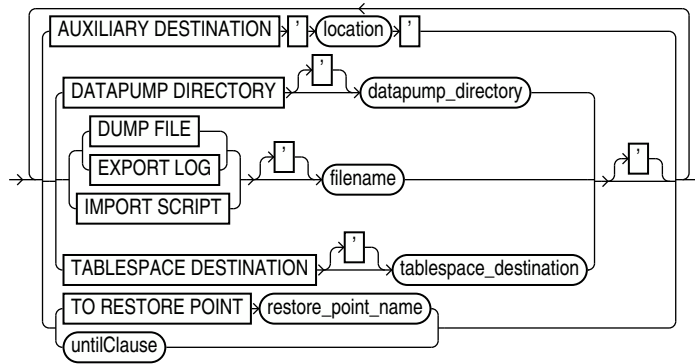 AUXILIARY DESTINATION ' location '
DATAPUMP DIRECTORY ' datapump_directory
DUMP FILE
EXPORT LOG
' filename '
IMPORT SCRIPT
TABLESPACE DESTINATION ' tablespace_destination
TO RESTORE POINT restore_point_name
untilClause